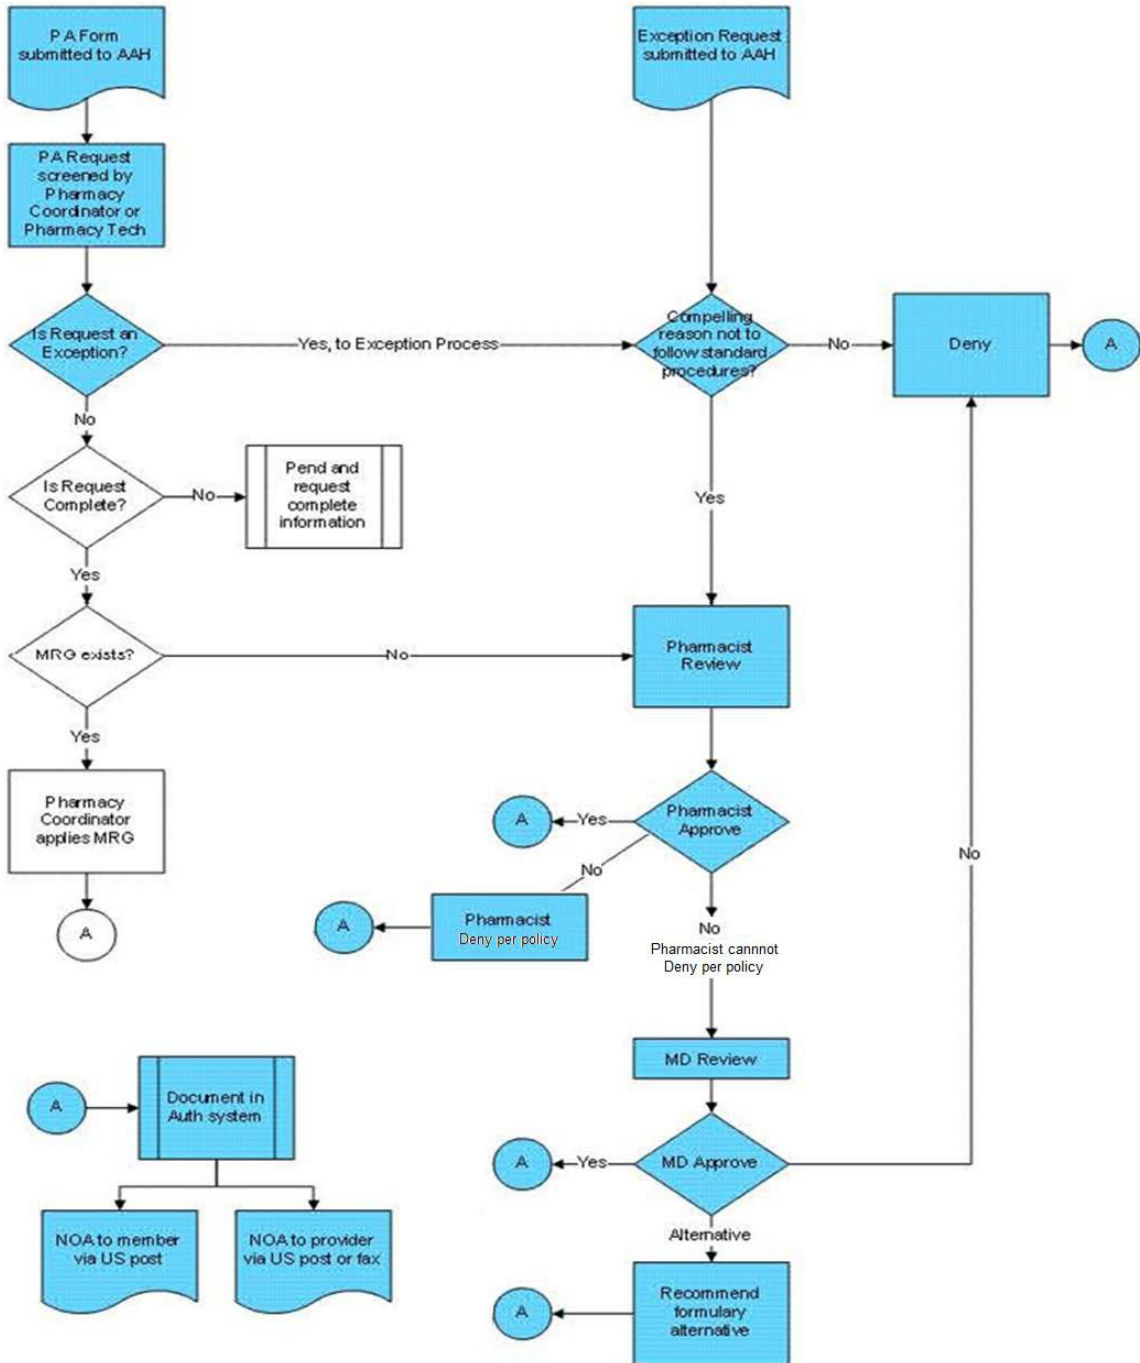 PA Form
submitted to AAH
Exception Request
submitted to AAH
PA Request
screened by
Pharmacy
Coordinator or
Pharmacy Tech
Is Request an
Exception?
Yes, to Exception Process
Compelling
reason not to
follow standard
procedures?
No
Deny
A
No
Is Request
Complete?
No
Pend and
request
complete
information
Yes
Yes
MRG exists?
No
Pharmacist
Review
Yes
Pharmacy
Coordinator
applies MRG
A
Pharmacist
Approve
Yes
A
No
Pharmacist
Deny per policy
A
No
Pharmacist cannnot
Deny per policy
No
MD Review
A
Document in
Auth system
NOA to member
via US post
NOA to provider
via US post or fax
MD Approve
Yes
A
Alternative
Recommend
formulary
alternative
A